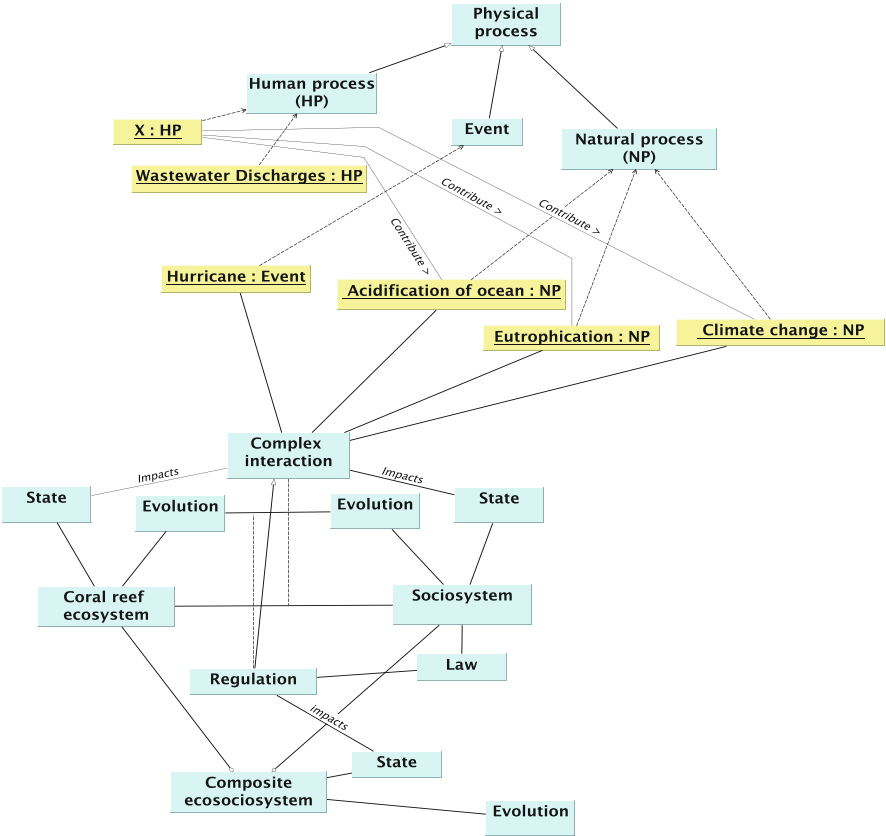 Physical
process
Human process
(HP)
X : HP
Event
Natural process
(NP)
Wastewater Discharges : HP
Contribute >
Contribute >
Contribute >
Hurricane : Event
Acidification of ocean : NP
Eutrophication : NP
Climate change : NP
Complex
interaction
Impacts
Impacts
State
Evolution
Evolution
State
Coral reef
ecosystem
Sociosystem
Regulation
Law
impacts
State
Composite
ecosociosystem
Evolution